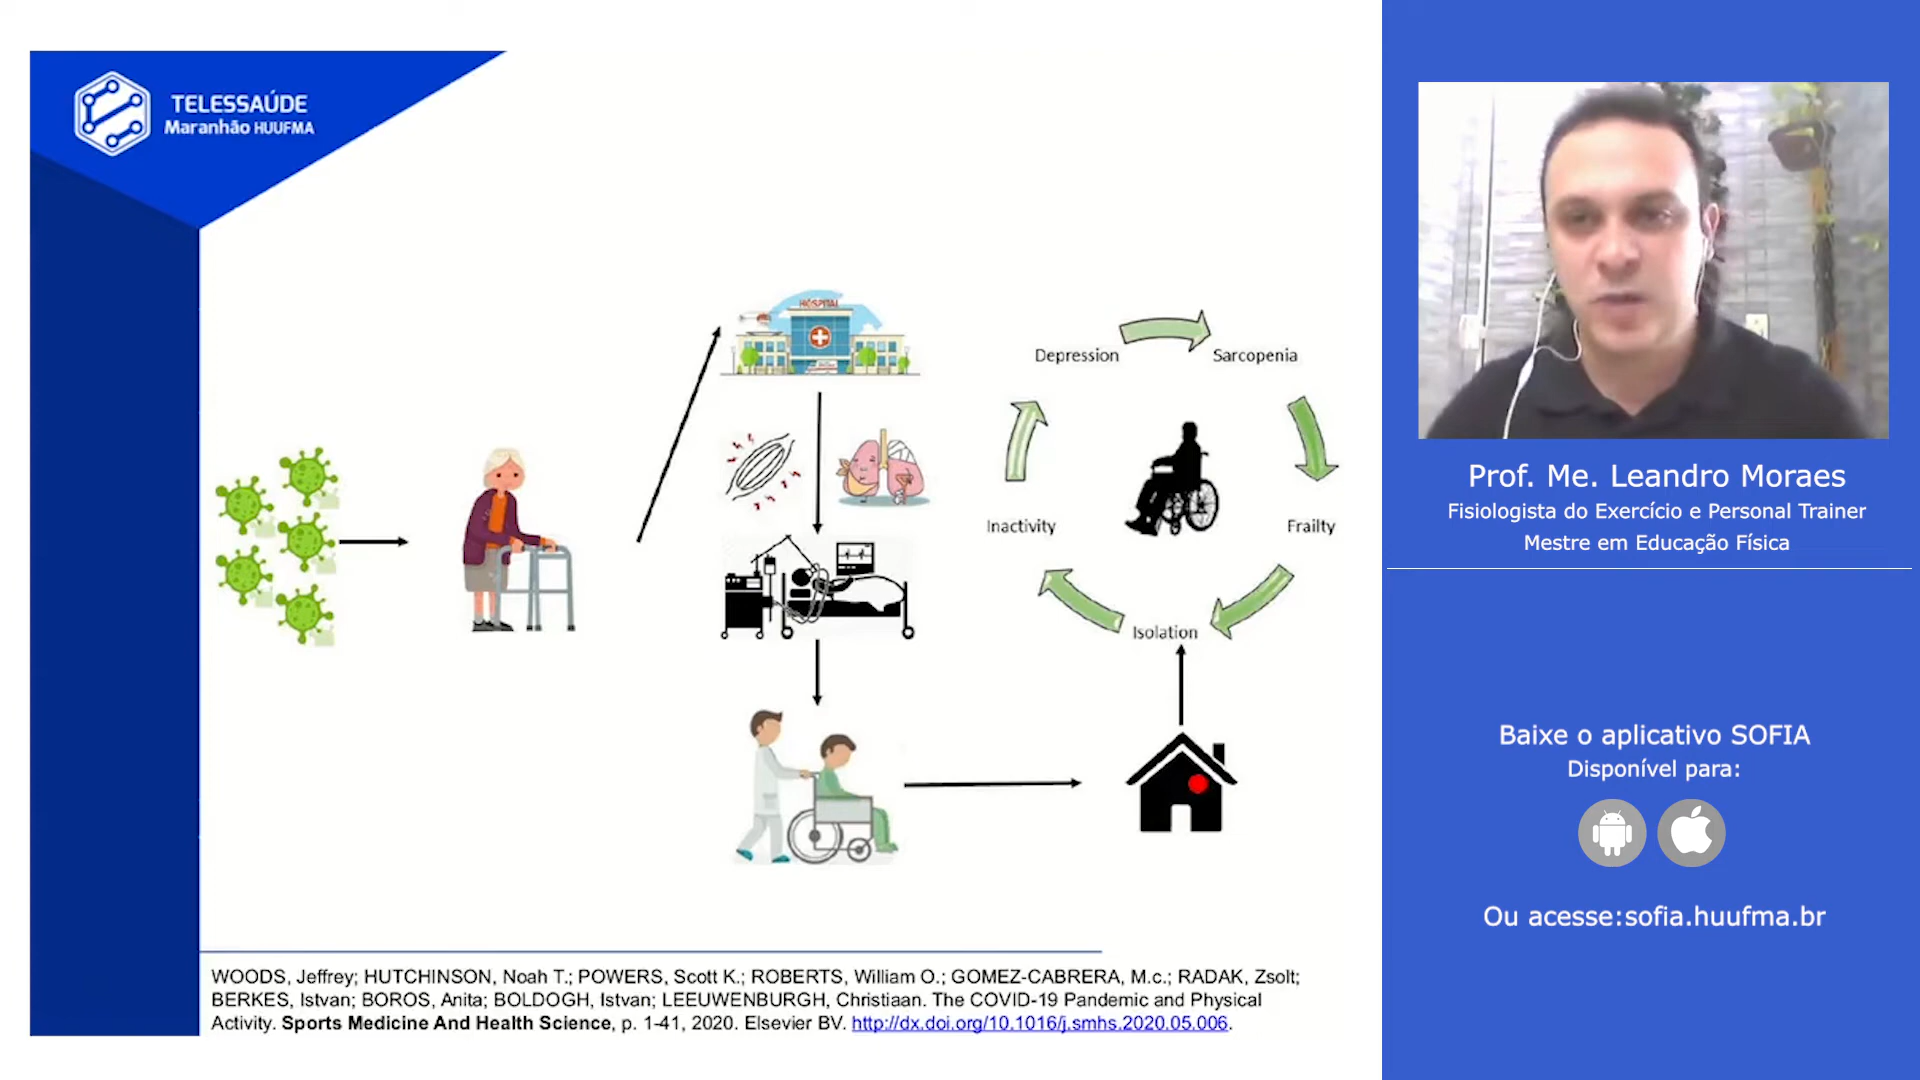 TELESSAÚDE
Maranhão HUUFMA
HOSPITAL
Depression
Sarcopenia
Inactivity
Frailty
Isolation
WOODS, Jeffrey; HUTCHINSON, Noah T.; POWERS, Scott K.; ROBERTS, William O.; GOMEZ-CABRERA, M.c.; RADAK, Zsolt;
BERKES, Istvan; BOROS, Anita; BOLDOGH, Istvan; LEEUWENBURGH, Christiaan. The COVID-19 Pandemic and Physical
Activity. Sports Medicine And Health Science, p. 1-41, 2020. Elsevier BV. http://dx.doi.org/10.1016/j.smhs.2020.05.006.
Prof. Me. Leandro Moraes
Fisiologista do Exercício e Personal Trainer
Mestre em Educação Física
Baixe o aplicativo SOFIA
Disponível para:
Ou acesse:sofia.huufma.br